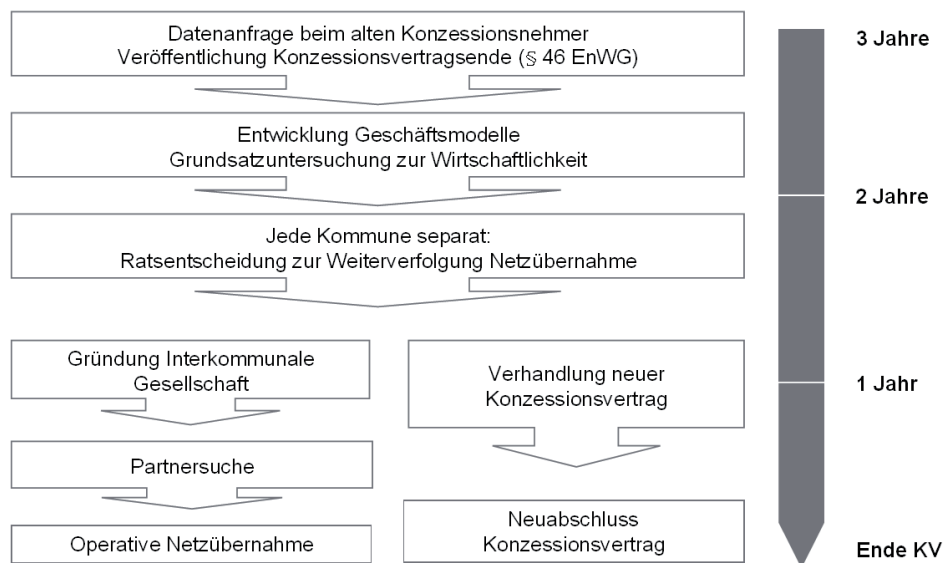 Datenanfrage beim alten Konzessionsnehmer
Veröffentlichung Konzessionsvertragsende (§ 46 EnWG)
Entwicklung Geschäftsmodelle
Grundsatzuntersuchung zur Wirtschaftlichkeit
Jede Kommune separat:
Ratsentscheidung zur Weiterverfolgung Netzübernahme
Gründung Interkommunale
Gesellschaft
Partnersuche
Operative Netzübernahme
Verhandlung neuer
Konzessionsvertrag
Neuabschluss
Konzessionsvertrag
3 Jahre
2 Jahre
1 Jahr
Ende KV